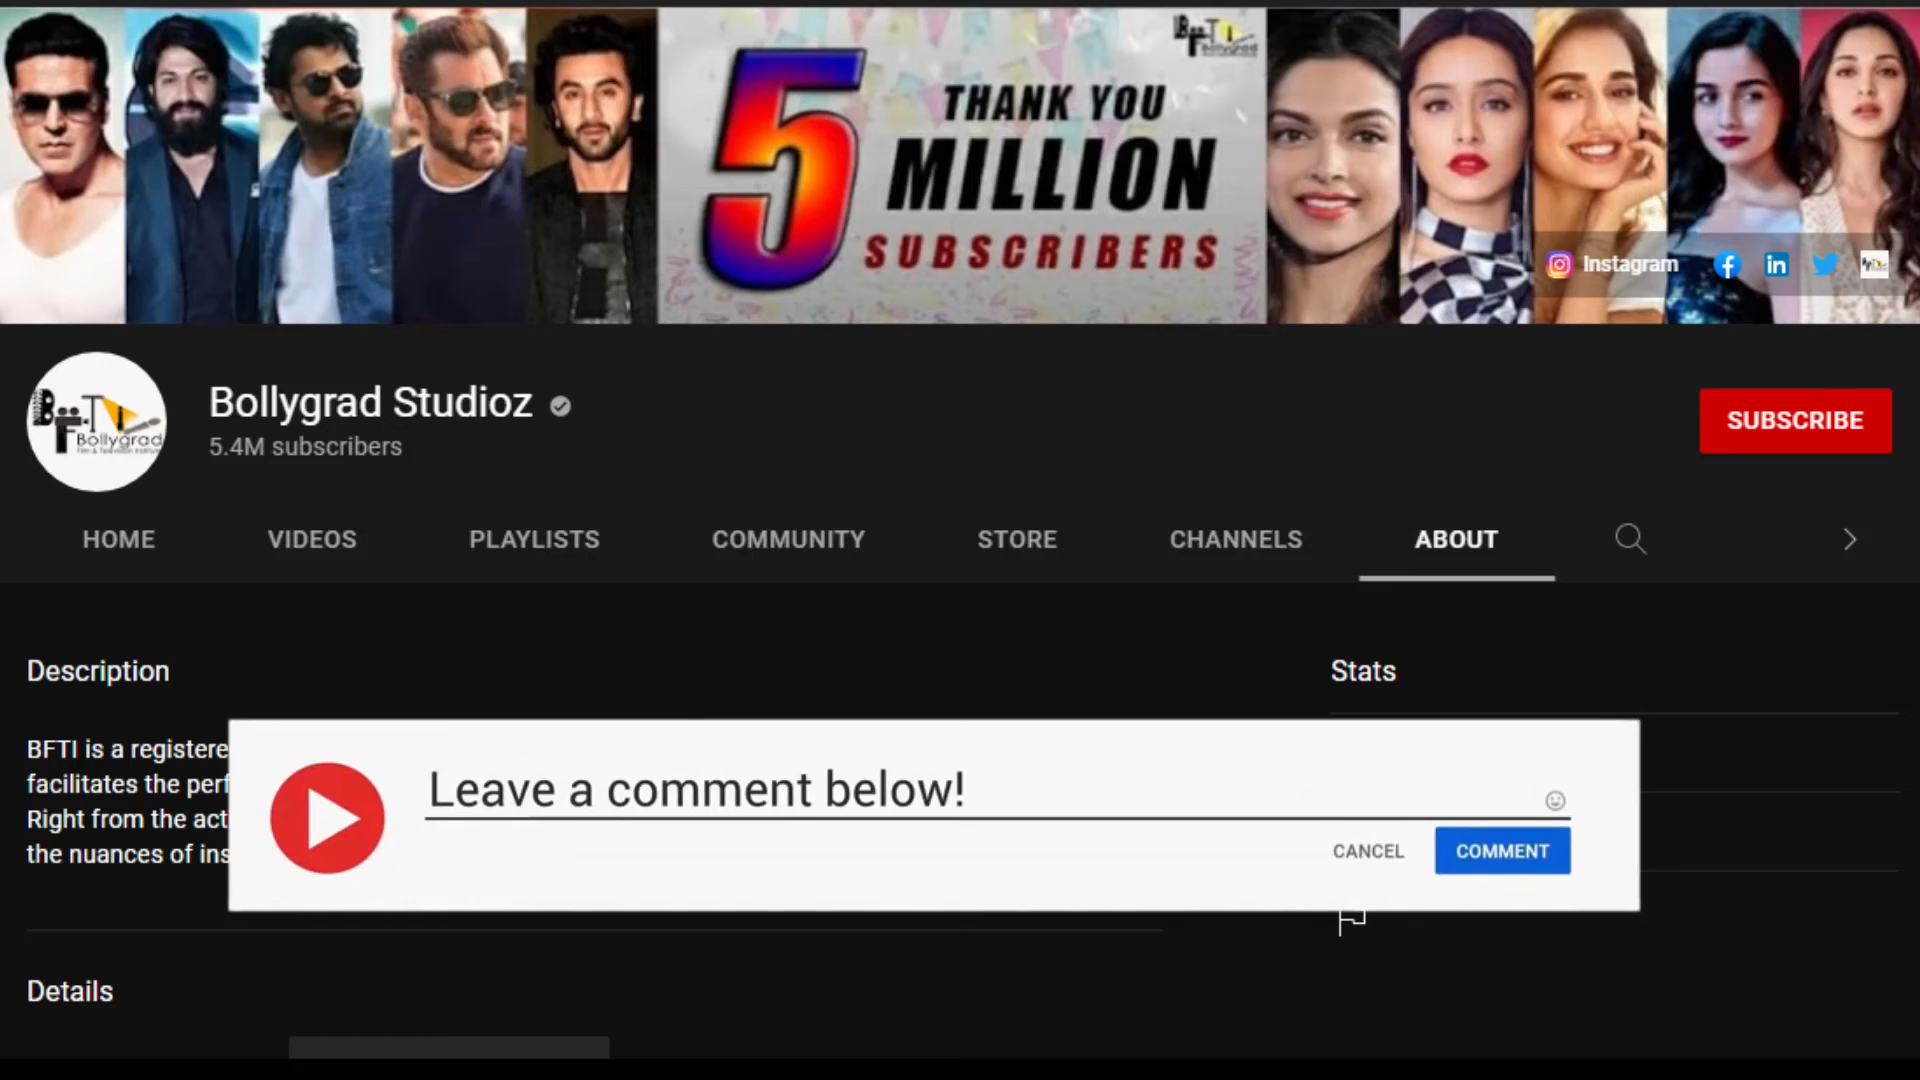 5 THANK YOU
MILLION
SUBSCRIBERS
Bollygrad
Instagram
Bollygrad
Bollygrad Studioz
5.4M subscribers
SUBSCRIBE
HOME VIDEOS PLAYLISTS COMMUNITY STORE CHANNELS ABOUT
Description
Stats
BFTI is a registere
facilitates the perf
Right from the act
the nuances of ins
Leave a comment below!
CANCEL COMMENT
Details